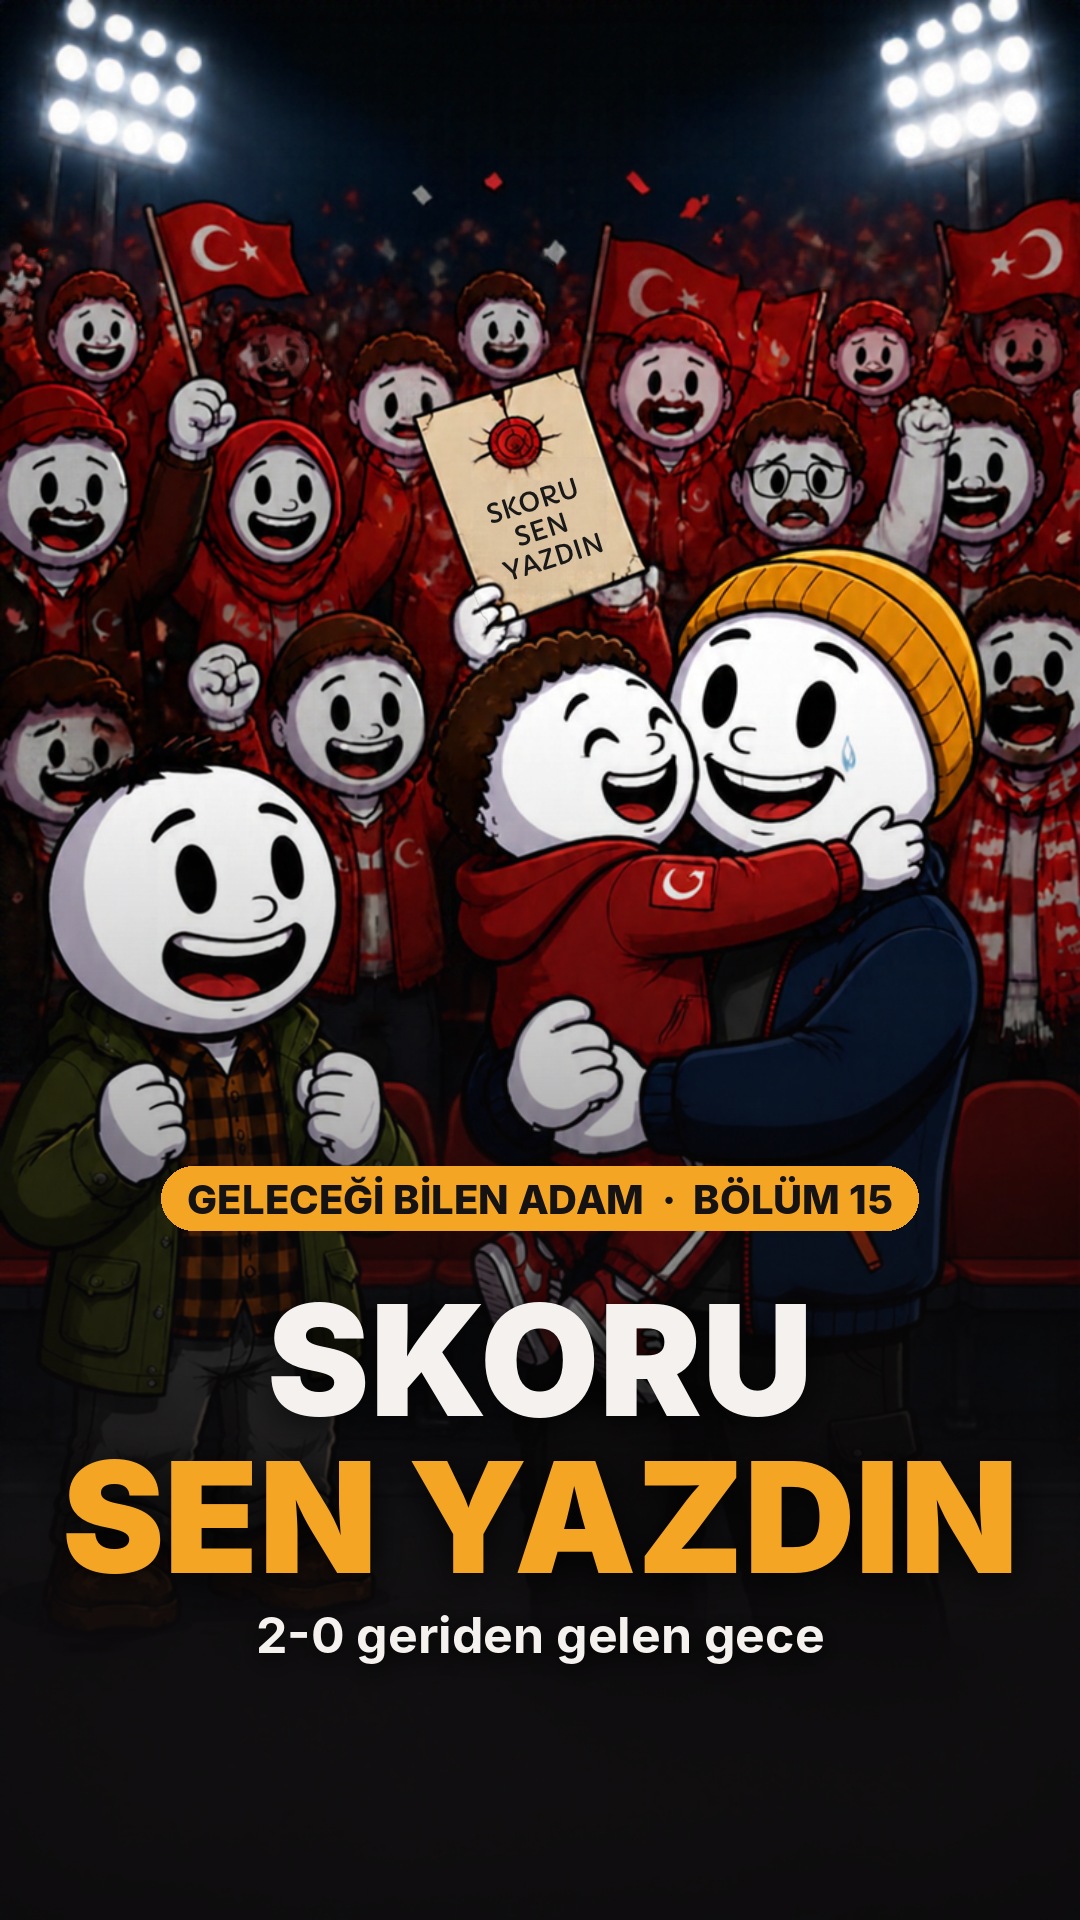 SKORU
SEN
YAZDIN
GELECEĞİ BİLEN ADAM · BÖLÜM 15
SKORU
SEN YAZDIN
2-0 geriden gelen gece